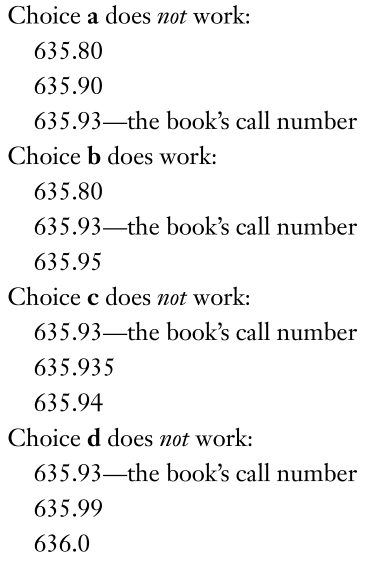 Choice a does not work:
635.80
635.90
635.93—the book's call number
Choice b does work:
635.80
635.93—the book's call number
635.95
Choice c does not work:
635.93—the book's call number
635.935
635.94
Choice d does not work:
635.93—the book's call number
635.99
636.0